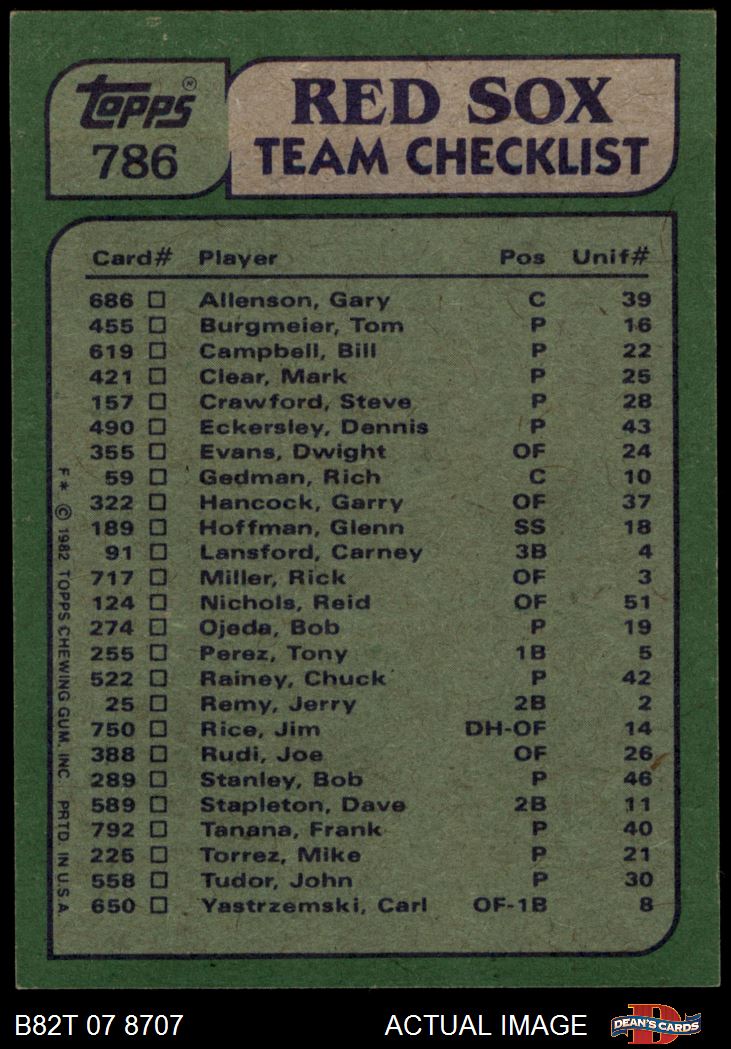 Topps
786
RED SOX
TEAM CHECKLIST
Card# Player Pos Unif#
686 □ Allenson, Gary C 39
455 □ Burgmeier, Tom P 16
619 □ Campbell, Bill P 22
421 □ Clear, Mark P 25
157 □ Crawford, Steve P 28
490 □ Eckersley, Dennis P 43
355 □ Evans, Dwight OF 24
59 □ Gedman, Rich C 10
322 □ Hancock, Garry OF 37
189 □ Hoffman, Glenn SS 18
91 □ Lansford, Carney 3B 4
717 □ Miller, Rick OF 3
124 □ Nichols, Reid OF 51
274 □ Ojeda, Bob P 19
255 □ Perez, Tony 1B 5
522 □ Rainey, Chuck P 42
25 □ Remy, Jerry 2B 2
750 □ Rice, Jim DH-OF 14
388 □ Rudi, Joe OF 26
289 □ Stanley, Bob P 46
589 □ Stapleton, Dave 2B 11
792 □ Tanana, Frank P 40
225 □ Torrez, Mike P 21
558 □ Tudor, John P 30
650 □ Yastrzemski, Carl OF-1B 8
F* © 1982 TOPPS CHEWING GUM, INC. PRTD. IN U.S.A.
B82T 07 8707 ACTUAL IMAGE
D
DEAN'S CARDS